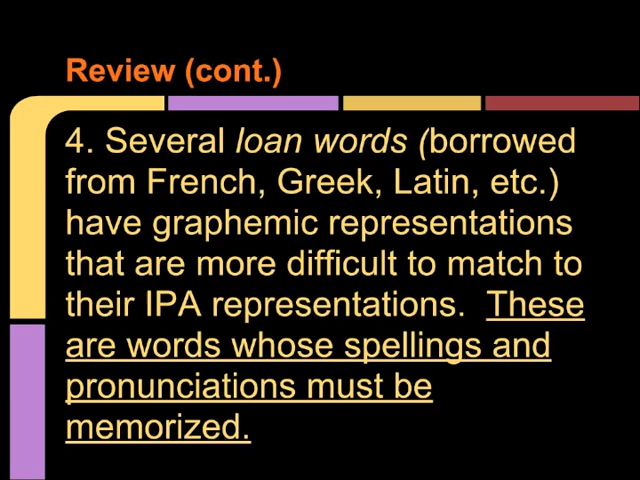 Review (cont.)
4. Several loan words (borrowed
from French, Greek, Latin, etc.)
have graphemic representations
that are more difficult to match to
their IPA representations.  These
are words whose spellings and
pronunciations must be
memorized.